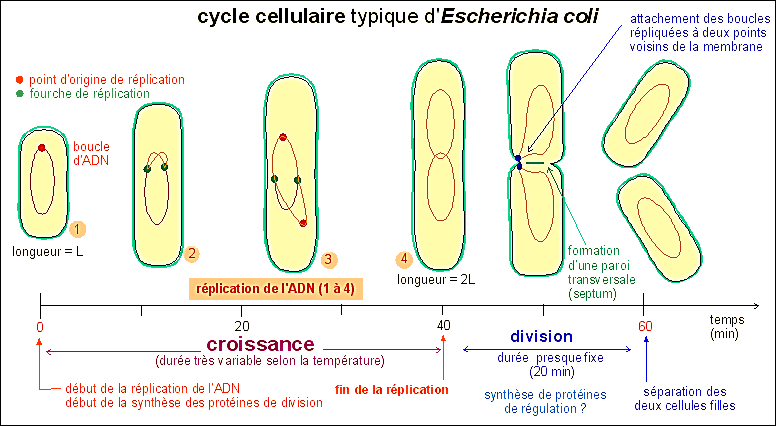 cycle cellulaire typique d'Escherichia coli
attachement des boucles
répliquées à deux points
voisins de la membrane
point d'origine de réplication
fourche de réplication
boucle
d'ADN
1
longueur = L
2
3
4
longueur = 2L
formation
d'une paroi
transversale
(septum)
réplication de l'ADN (1 à 4)
0
20
40
60
temps
(min)
croissance
(durée très variable selon la température)
division
durée presque fixe
(20 min)
début de la réplication de l'ADN
début de la synthèse des protéines de division
fin de la réplication
synthèse de protéines
de régulation ?
séparation des
deux cellules filles